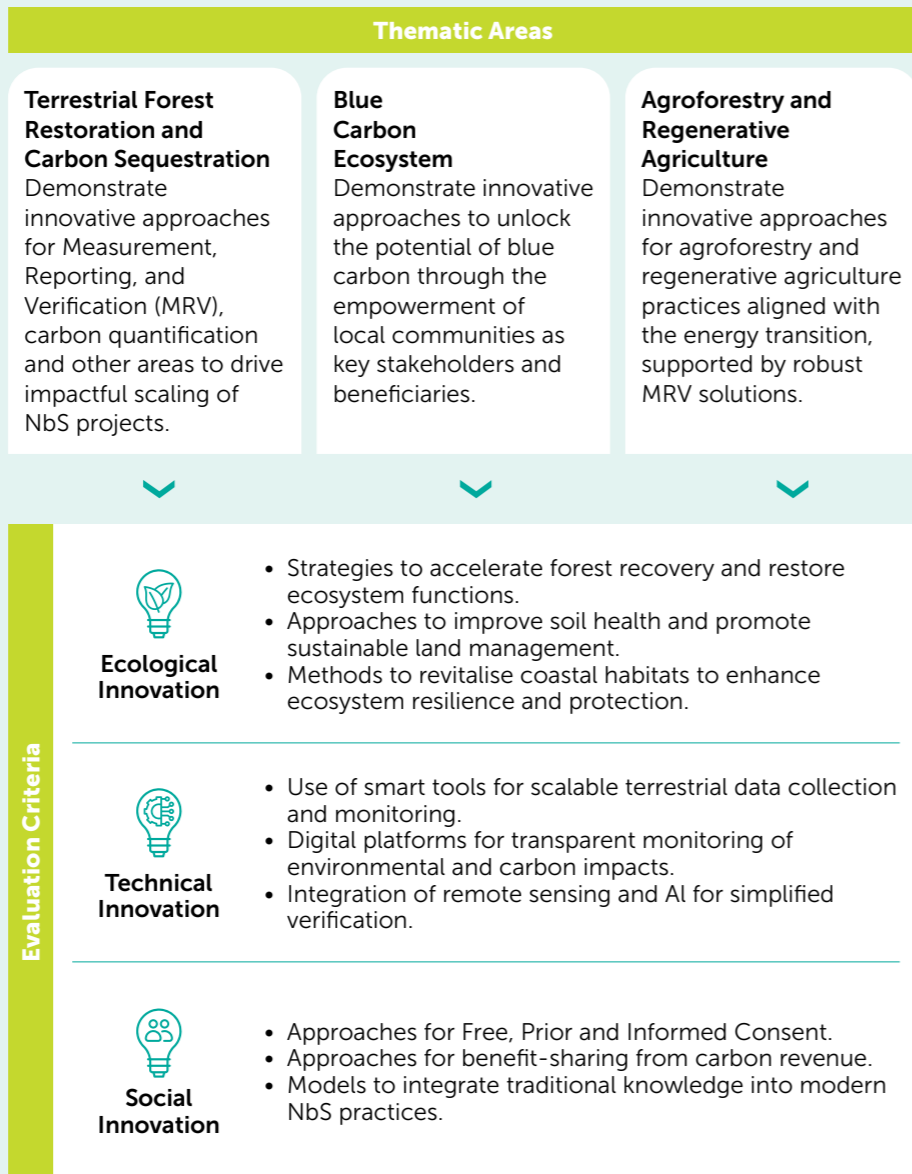 Thematic Areas
Terrestrial Forest
Restoration and
Carbon Sequestration
Demonstrate
innovative approaches
for Measurement,
Reporting, and
Verification (MRV),
carbon quantification
and other areas to drive
impactful scaling of
NbS projects.
Blue
Carbon
Ecosystem
Demonstrate innovative
approaches to unlock
the potential of blue
carbon through the
empowerment of
local communities as
key stakeholders and
beneficiaries.
Agroforestry and
Regenerative
Agriculture
Demonstrate
innovative approaches
for agroforestry and
regenerative agriculture
practices aligned with
the energy transition,
supported by robust
MRV solutions.
Evaluation Criteria
Ecological
Innovation
• Strategies to accelerate forest recovery and restore
ecosystem functions.
• Approaches to improve soil health and promote
sustainable land management.
• Methods to revitalise coastal habitats to enhance
ecosystem resilience and protection.
Technical
Innovation
• Use of smart tools for scalable terrestrial data collection
and monitoring.
• Digital platforms for transparent monitoring of
environmental and carbon impacts.
• Integration of remote sensing and AI for simplified
verification.
Social
Innovation
• Approaches for Free, Prior and Informed Consent.
• Approaches for benefit-sharing from carbon revenue.
• Models to integrate traditional knowledge into modern
NbS practices.